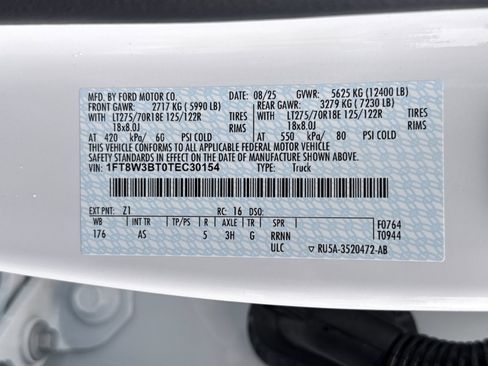 MFD. BY FORD MOTOR CO. DATE: 08/25 GVWR: 5625 KG (12400 LB)
FRONT GAWR: 2717 KG (5990 LB) REAR GAWR: 3279 KG (7230 LB)
WITH LT275/70R18E 125/122R TIRES WITH LT275/70R18E 125/122R TIRES
18x8.0J RIMS 18x8.0J RIMS
AT 420 kPa/ 60 PSI COLD AT 550 kPa/ 80 PSI COLD
THIS VEHICLE CONFORMS TO ALL APPLICABLE FEDERAL MOTOR VEHICLE
SAFETY STANDARDS IN EFFECT ON THE DATE OF MANUFACTURE SHOWN ABOVE.
VIN: 1FT8W3BT0TEC30154 TYPE: Truck
EXT PNT: Z1 RC: 16 DSO: F0764
WB INT TR TP/PS R AXLE TR SPR T0944
176 AS 5 3H G RRNN
ULC ▽ RU5A-3520472-AB